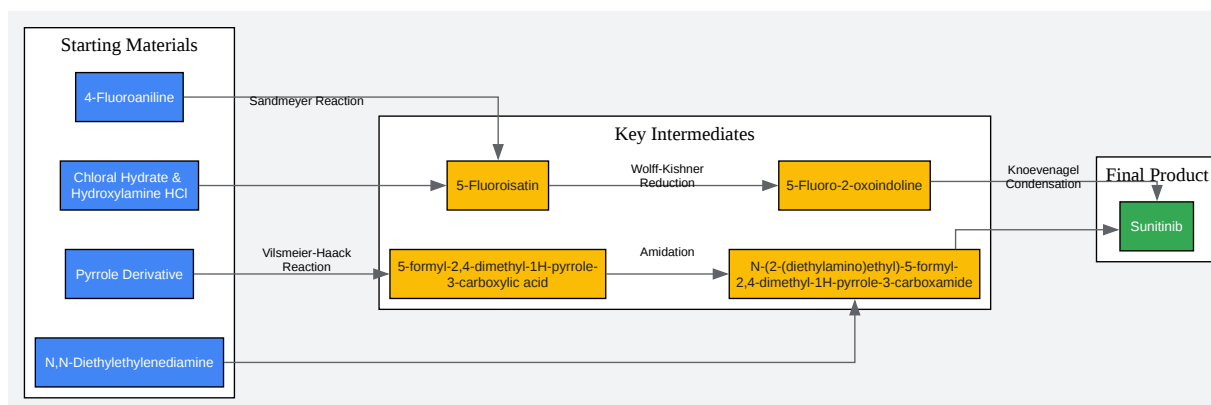 Starting Materials
4-Fluoroaniline
Sandmeyer Reaction
Key Intermediates
Chloral Hydrate &
Hydroxylamine HCl
5-Fluoroisatin
Wolff-Kishner
Reduction
5-Fluoro-2-oxoindoline
Knoevenagel
Condensation
Final Product
Sunitinib
Pyrrole Derivative
Vilsmeier-Haack
Reaction
5-formyl-2,4-dimethyl-1H-pyrrole-
3-carboxylic acid
Amidation
N-(2-(diethylamino)ethyl)-5-formyl-
2,4-dimethyl-1H-pyrrole-3-carboxamide
N,N-Diethylethylenediamine